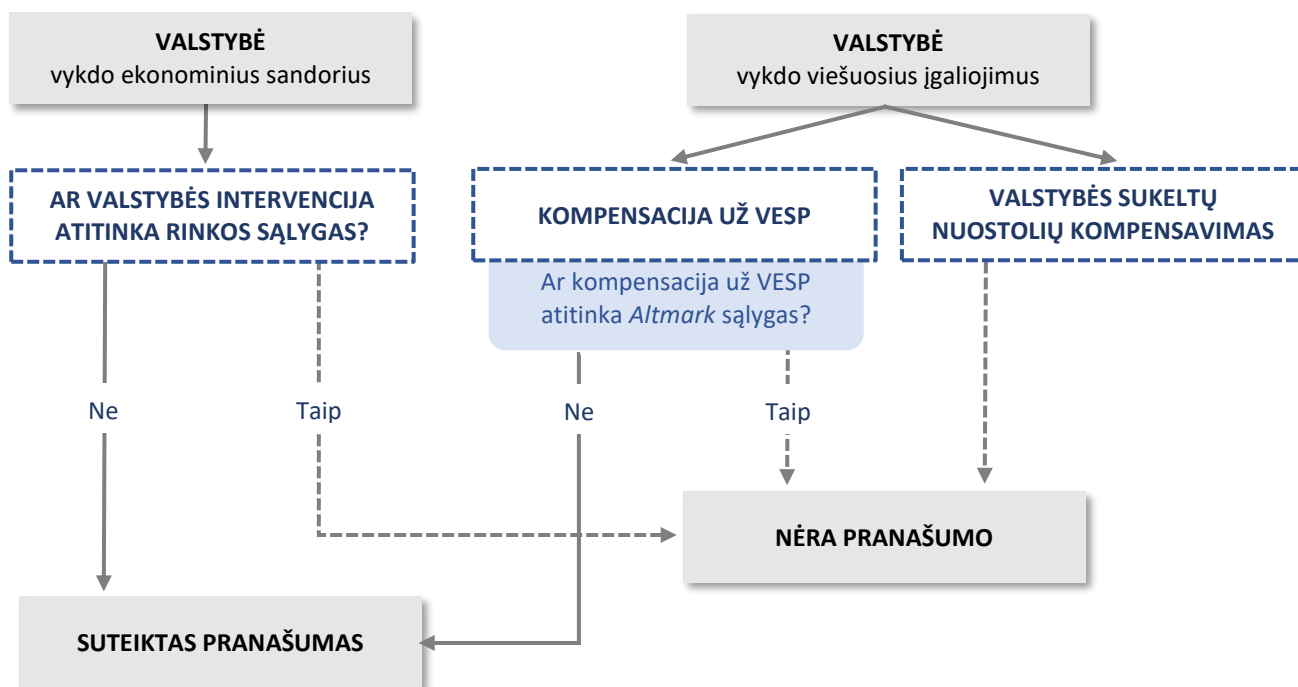 VALSTYBĖ
vykdo ekonominius sandorius
VALSTYBĖ
vykdo viešuosius įgaliojimus
AR VALSTYBĖS INTERVENCIJA
ATITINKA RINKOS SĄLYGAS?
KOMPENSACIJA UŽ VESP
VALSTYBĖS SUKELTŲ
NUOSTOLIŲ KOMPENSAVIMAS
Ar kompensacija už VESP
atitinka Altmark sąlygas?
Ne
Taip
Ne
Taip
NĖRA PRANAŠUMO
SUTEIKTAS PRANAŠUMAS